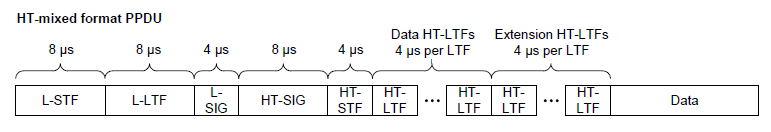 HT-mixed format PPDU
Data HT-LTFs
4 µs per LTF
Extension HT-LTFs
4 µs per LTF
8 µs
8 µs
4 µs
8 µs
4 µs
L-STF
L-LTF
L-
SIG
HT-SIG
HT-
STF
HT-
LTF
...
HT-
LTF
HT-
LTF
...
HT-
LTF
Data